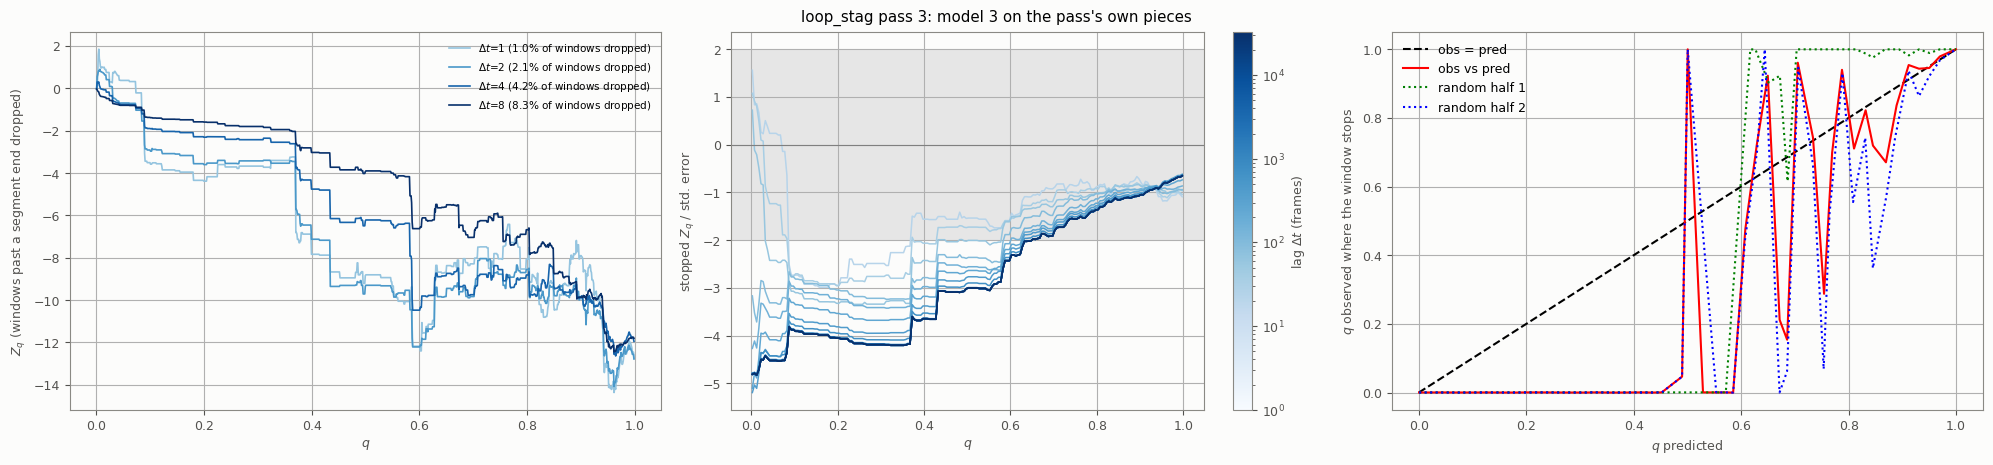 loop_stag pass 3: model 3 on the pass's own pieces
Z_q (windows past a segment end dropped)
2
0
−2
−4
−6
−8
−10
−12
−14
0.0 0.2 0.4 0.6 0.8 1.0
q
Δt=1 (1.0% of windows dropped)
Δt=2 (2.1% of windows dropped)
Δt=4 (4.2% of windows dropped)
Δt=8 (8.3% of windows dropped)
stopped Z_q / std. error
2
1
0
−1
−2
−3
−4
−5
0.0 0.2 0.4 0.6 0.8 1.0
q
10^4
10^3
10^2
10^1
10^0
lag Δt (frames)
q observed where the window stops
1.0
0.8
0.6
0.4
0.2
0.0
0.0 0.2 0.4 0.6 0.8 1.0
q predicted
obs = pred
obs vs pred
random half 1
random half 2